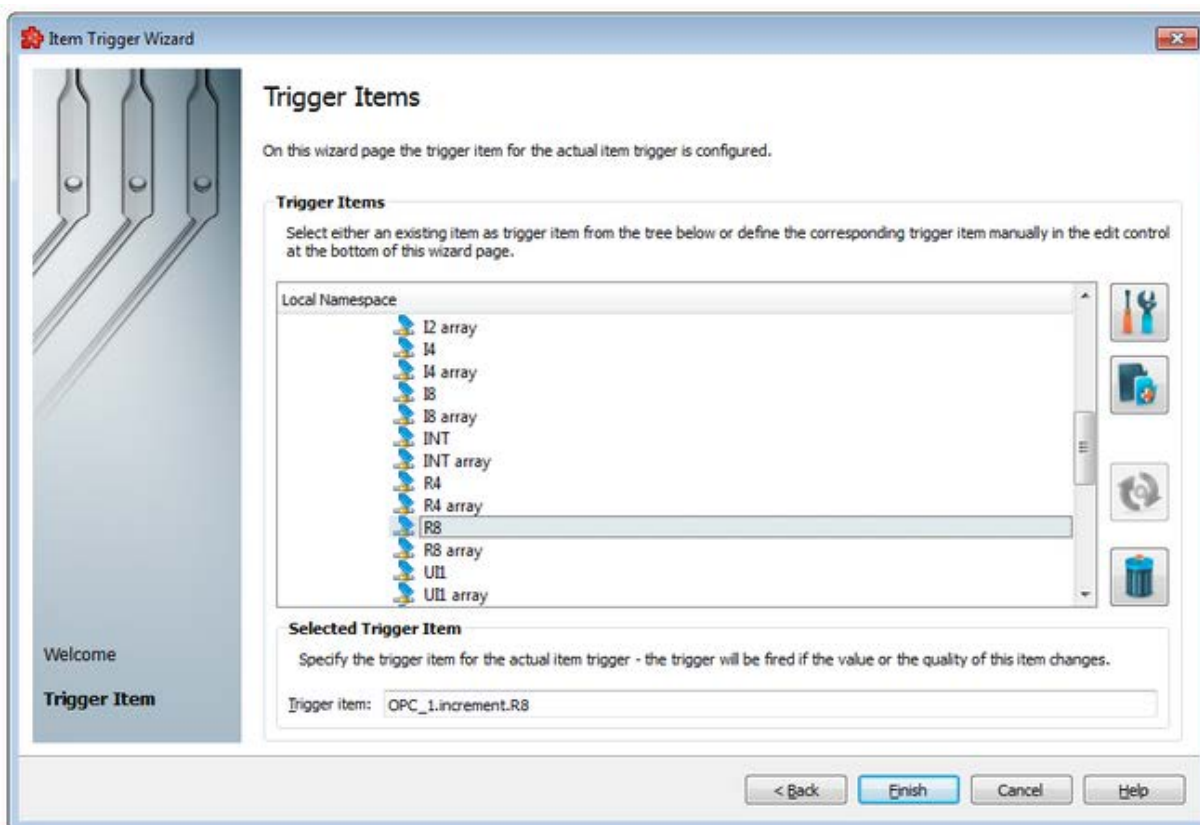 Item Trigger Wizard
Trigger Items
On this wizard page the trigger item for the actual item trigger is configured.
Trigger Items
Select either an existing item as trigger item from the tree below or define the corresponding trigger item manually in the edit control
at the bottom of this wizard page.
Local Namespace
I2 array
I4
I4 array
I8
I8 array
INT
INT array
R4
R4 array
R8
R8 array
UI1
UI1 array
Selected Trigger Item
Specify the trigger item for the actual item trigger - the trigger will be fired if the value or the quality of this item changes.
Trigger item: OPC_1.increment.R8
Welcome
Trigger Item
< Back Finish Cancel Help